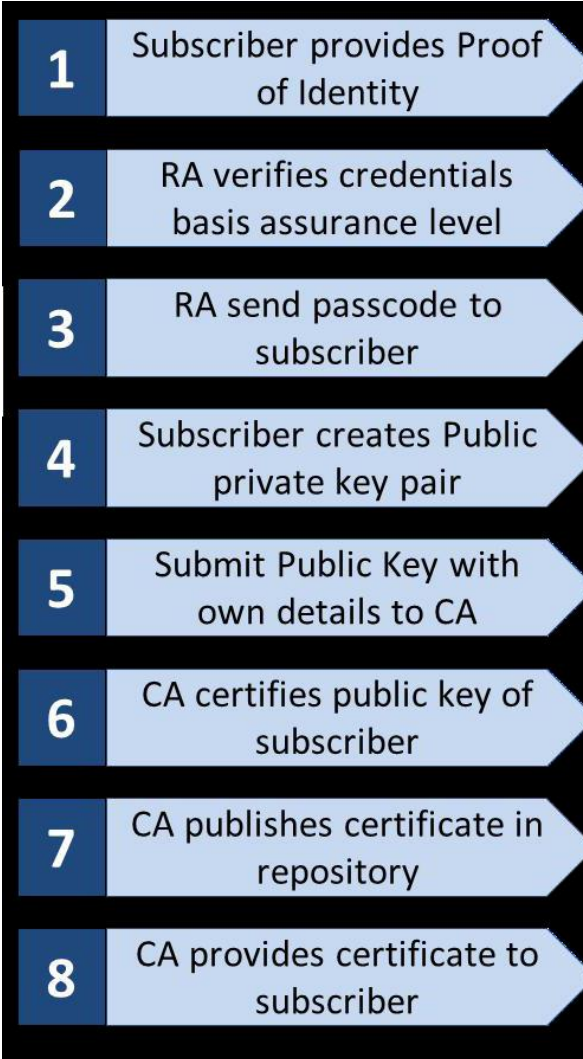 1
Subscriber provides Proof
of Identity
2
RA verifies credentials
basis assurance level
3
RA send passcode to
subscriber
4
Subscriber creates Public
private key pair
5
Submit Public Key with
own details to CA
6
CA certifies public key of
subscriber
7
CA publishes certificate in
repository
8
CA provides certificate to
subscriber